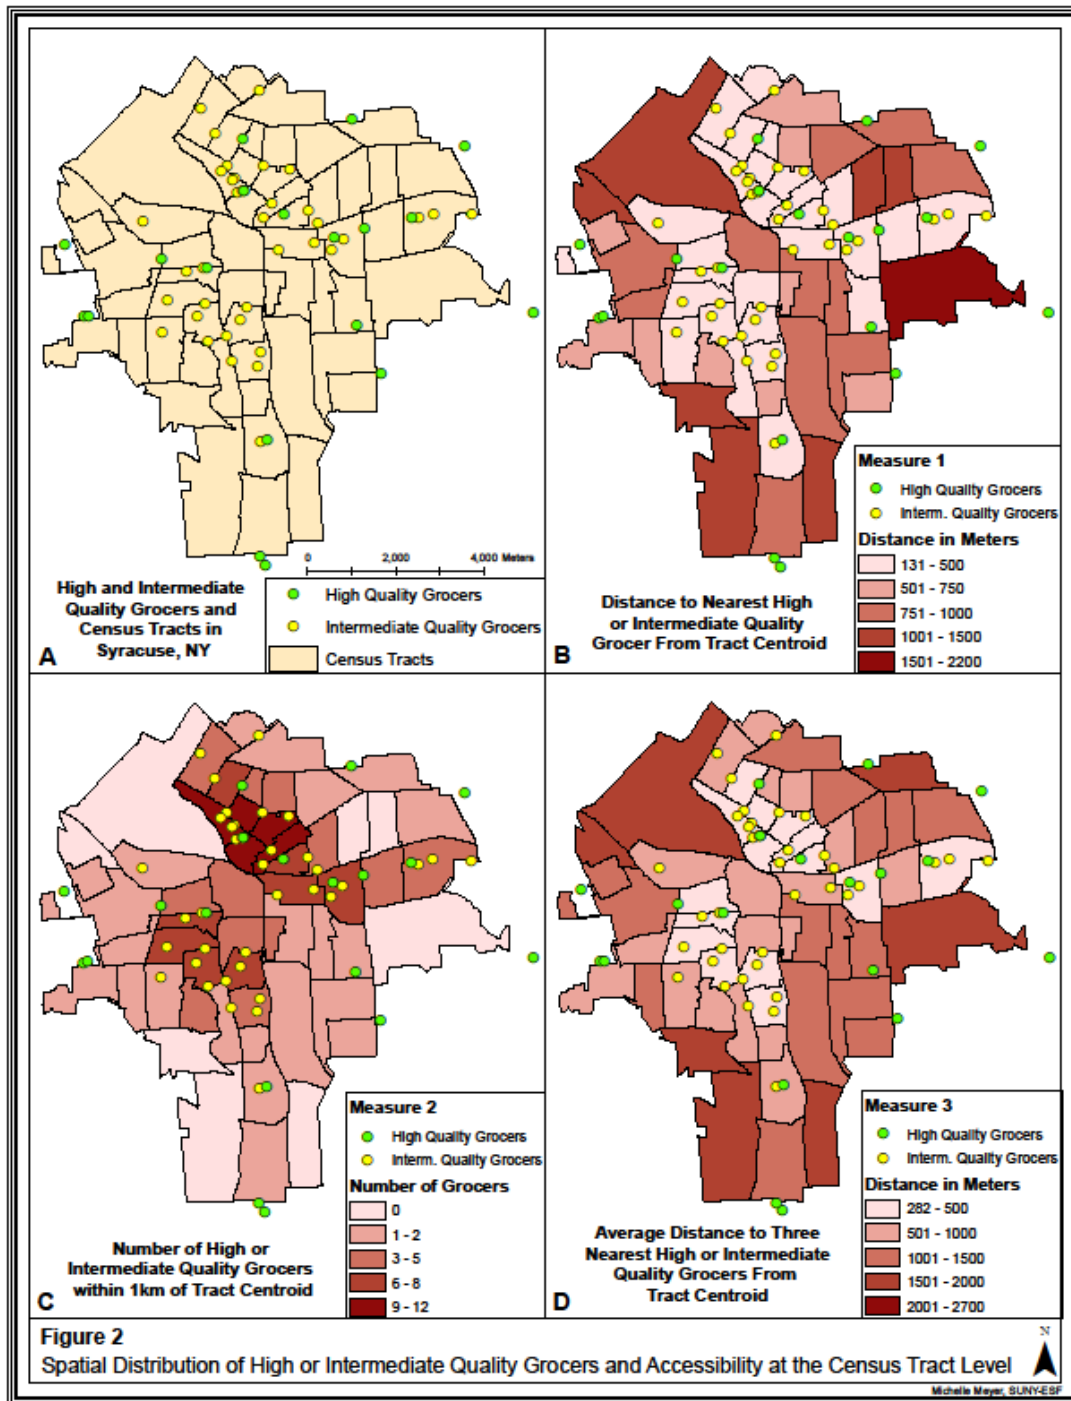 High and Intermediate
Quality Grocers and
Census Tracts in
Syracuse, NY
A
0 2,000 4,000 Meters
High Quality Grocers
Intermediate Quality Grocers
Census Tracts
Measure 1
High Quality Grocers
Interm. Quality Grocers
Distance in Meters
131 - 500
501 - 750
751 - 1000
1001 - 1500
1501 - 2200
Distance to Nearest High
or Intermediate Quality
Grocer From Tract Centroid
B
Measure 2
High Quality Grocers
Interm. Quality Grocers
Number of Grocers
0
1 - 2
3 - 5
6 - 8
9 - 12
Number of High or
Intermediate Quality Grocers
within 1km of Tract Centroid
C
Measure 3
High Quality Grocers
Interm. Quality Grocers
Distance in Meters
282 - 500
501 - 1000
1001 - 1500
1501 - 2000
2001 - 2700
Average Distance to Three
Nearest High or Intermediate
Quality Grocers From
Tract Centroid
D
Figure 2
Spatial Distribution of High or Intermediate Quality Grocers and Accessibility at the Census Tract Level
N
Michelle Meyer, SUNY-ESF